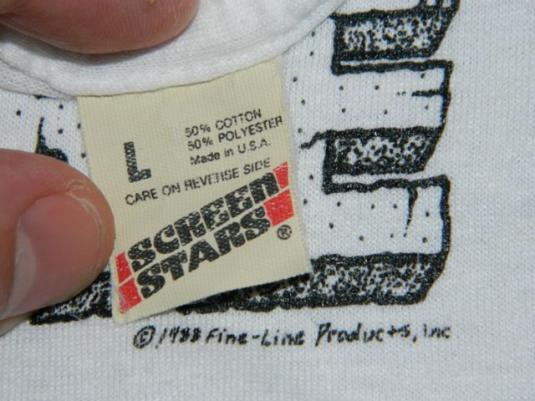 L
50% COTTON
50% POLYESTER
Made in U.S.A.
CARE ON REVERSE SIDE
SCREEN
STARS®
©1988 Fine-Line Products, Inc